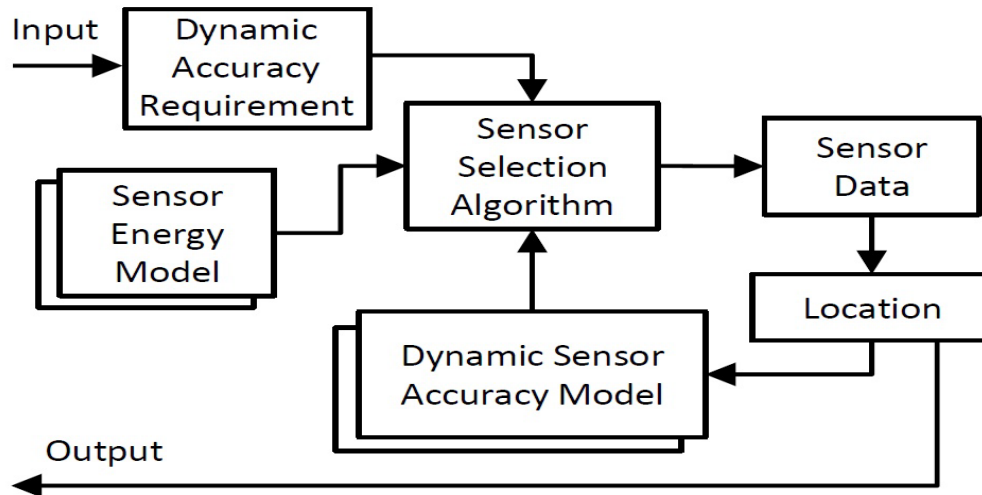 Input
Dynamic
Accuracy
Requirement
Sensor
Selection
Algorithm
Sensor
Data
Sensor
Energy
Model
Location
Dynamic Sensor
Accuracy Model
Output